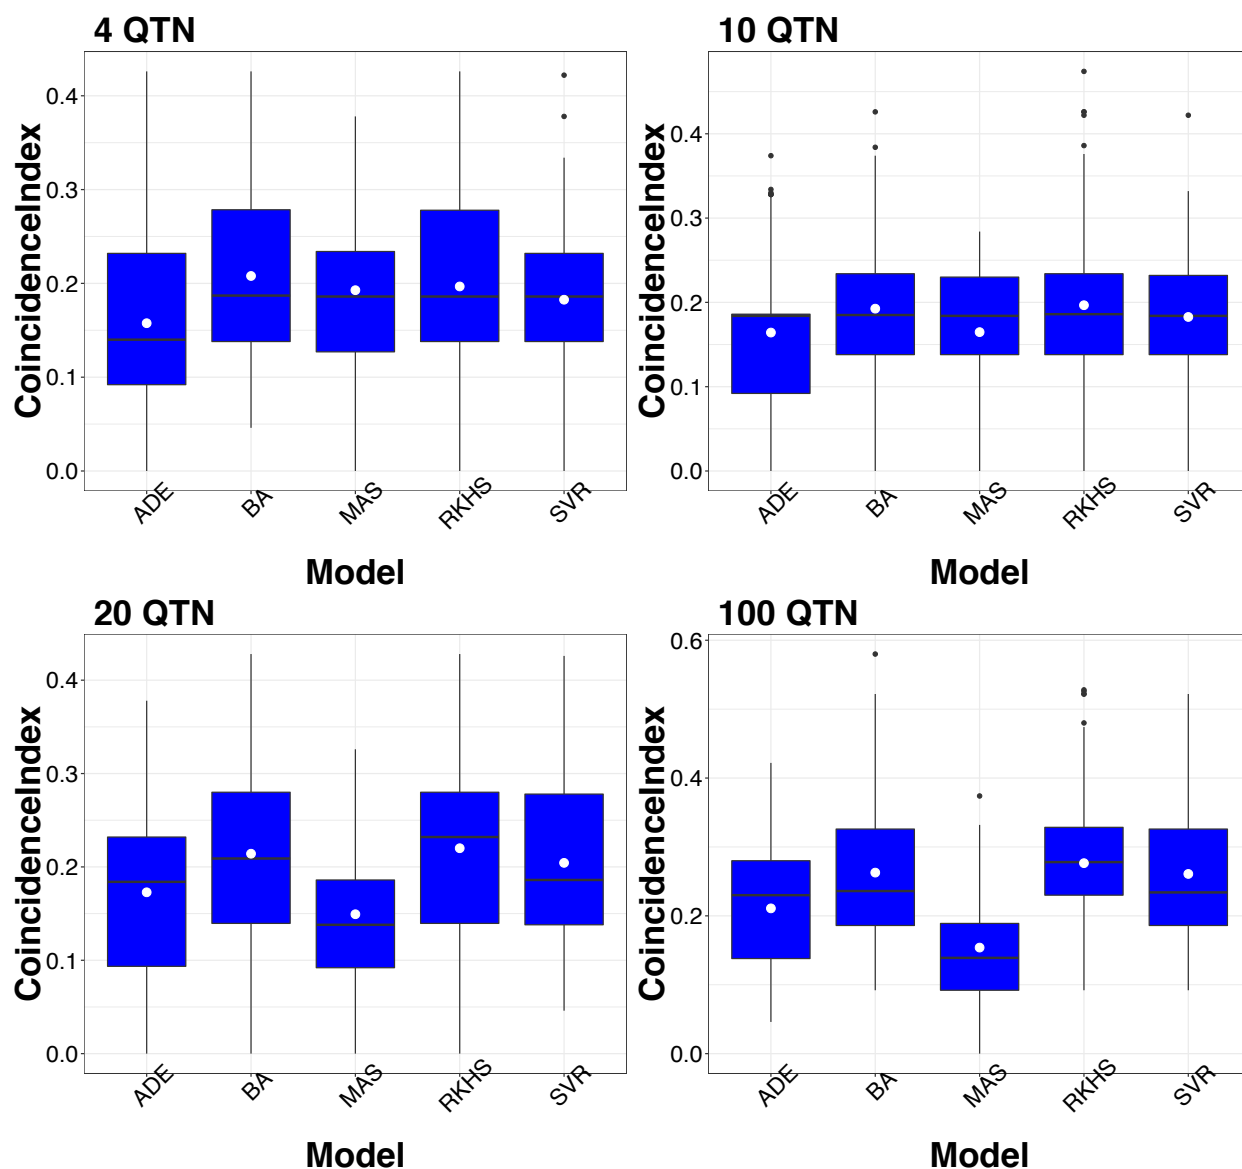 4 QTN
CoincidenceIndex
0.4
0.3
0.2
0.1
0.0
ADE BA MAS RKHS SVR
Model
10 QTN
CoincidenceIndex
0.4
0.3
0.2
0.1
0.0
ADE BA MAS RKHS SVR
Model
20 QTN
CoincidenceIndex
0.4
0.3
0.2
0.1
0.0
ADE BA MAS RKHS SVR
Model
100 QTN
CoincidenceIndex
0.6
0.4
0.2
0.0
ADE BA MAS RKHS SVR
Model